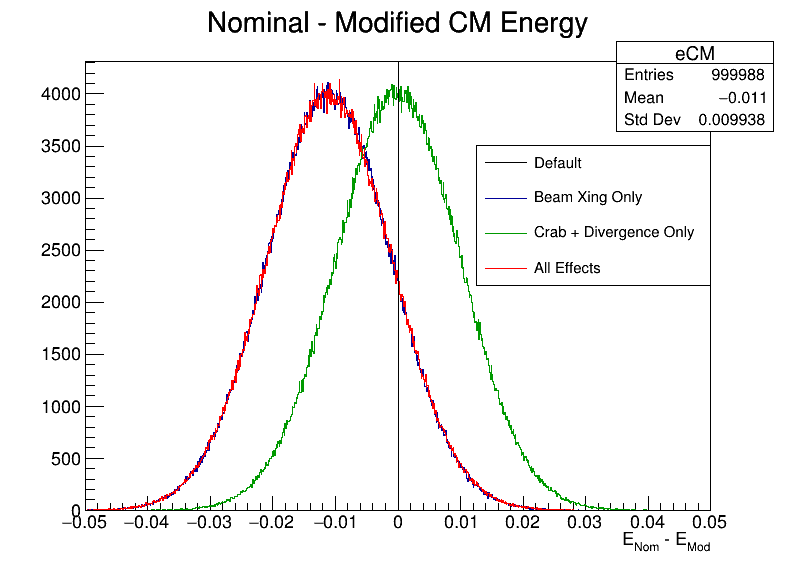 Nominal - Modified CM Energy
eCM
Entries 999988
Mean −0.011
Std Dev 0.009938
Default
Beam Xing Only
Crab + Divergence Only
All Effects
4000
3500
3000
2500
2000
1500
1000
500
0
−0.05 −0.04 −0.03 −0.02 −0.01 0 0.01 0.02 0.03 0.04 0.05
E_Nom - E_Mod